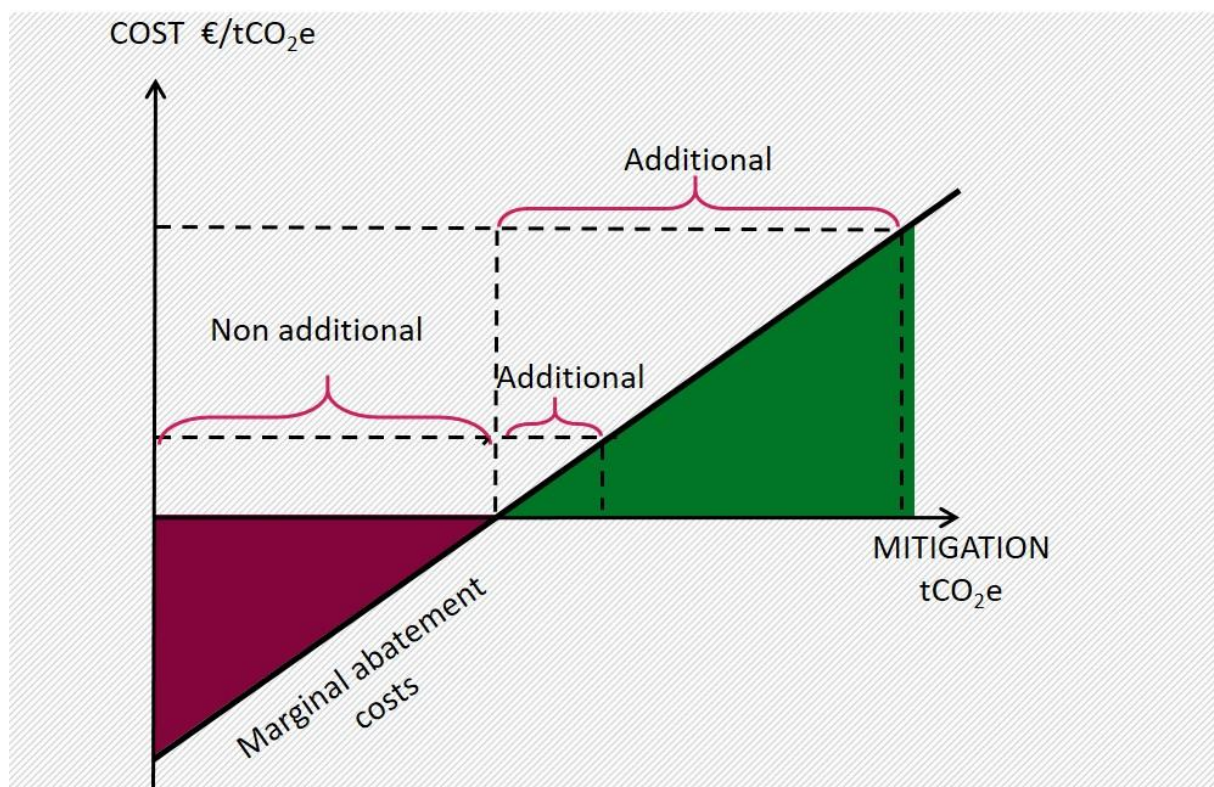 COST €/tCO₂e
Additional
Non additional
Additional
MITIGATION
tCO₂e
Marginal abatement
costs